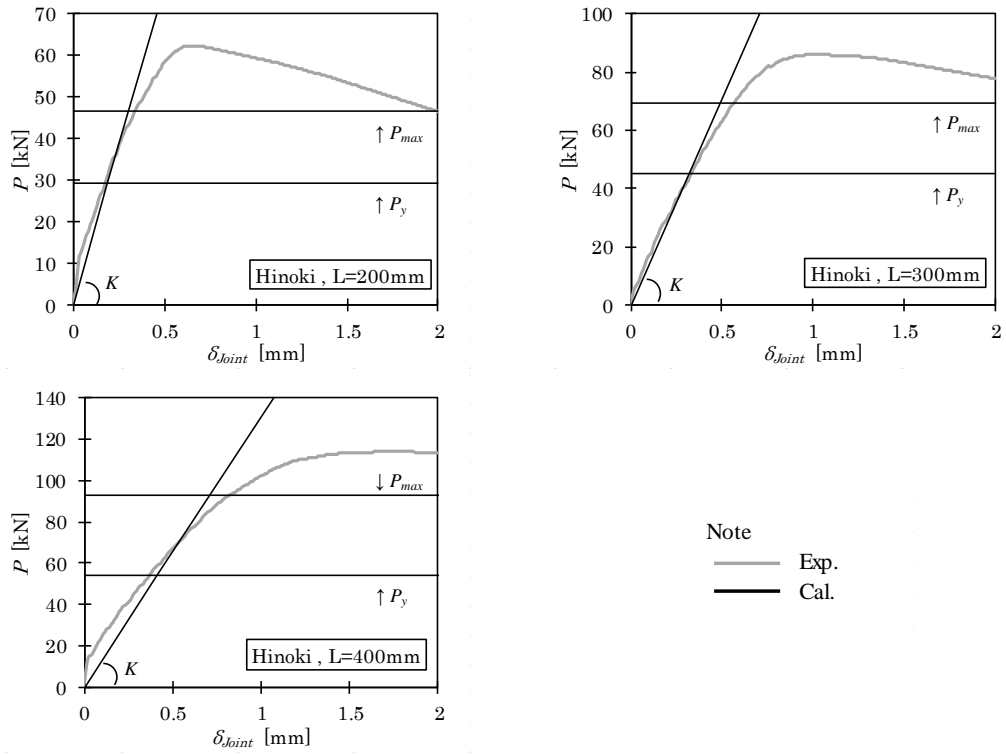 70
60
50
40
30
20
10
0
P [kN]
↑ Pmax
↑ Py
K
Hinoki , L=200mm
0 0.5 1 1.5 2
δJoint [mm]
100
80
60
40
20
0
P [kN]
↑ Pmax
↑ Py
K
Hinoki , L=300mm
0 0.5 1 1.5 2
δJoint [mm]
140
120
100
80
60
40
20
0
P [kN]
↓ Pmax
↑ Py
K
Hinoki , L=400mm
0 0.5 1 1.5 2
δJoint [mm]
Note
Exp.
Cal.